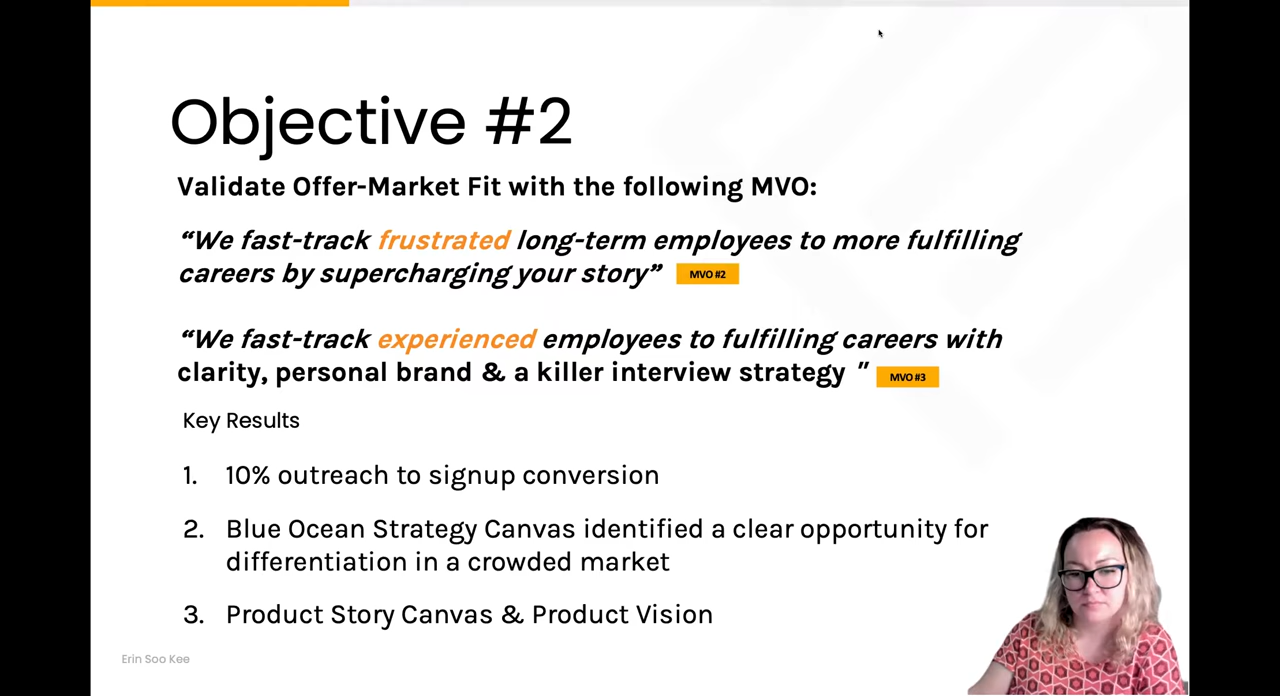 Objective #2
Validate Offer-Market Fit with the following MVO:
“We fast-track frustrated long-term employees to more fulfilling
careers by supercharging your story” MVO #2
“We fast-track experienced employees to fulfilling careers with
clarity, personal brand & a killer interview strategy ” MVO #3
Key Results
1. 10% outreach to signup conversion
2. Blue Ocean Strategy Canvas identified a clear opportunity for
differentiation in a crowded market
3. Product Story Canvas & Product Vision
Erin Soo Kee